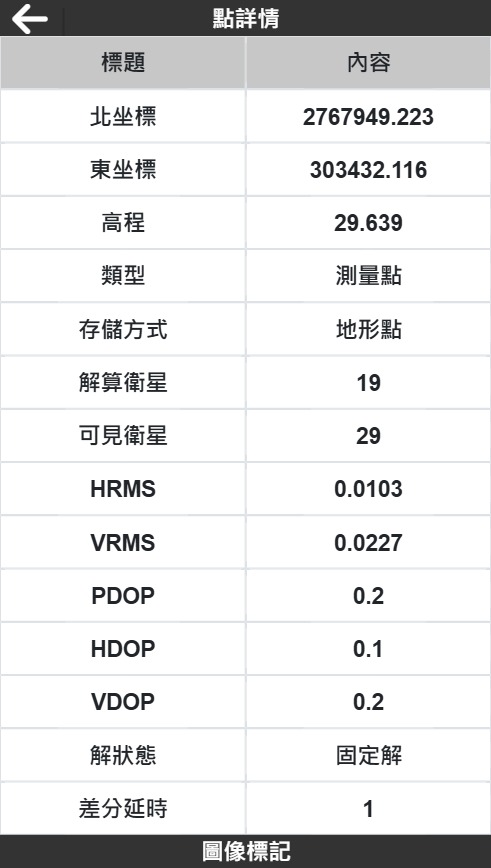 點詳情
標題 內容
北坐標 2767949.223
東坐標 303432.116
高程 29.639
類型 測量點
存儲方式 地形點
解算衛星 19
可見衛星 29
HRMS 0.0103
VRMS 0.0227
PDOP 0.2
HDOP 0.1
VDOP 0.2
解狀態 固定解
差分延時 1
圖像標記